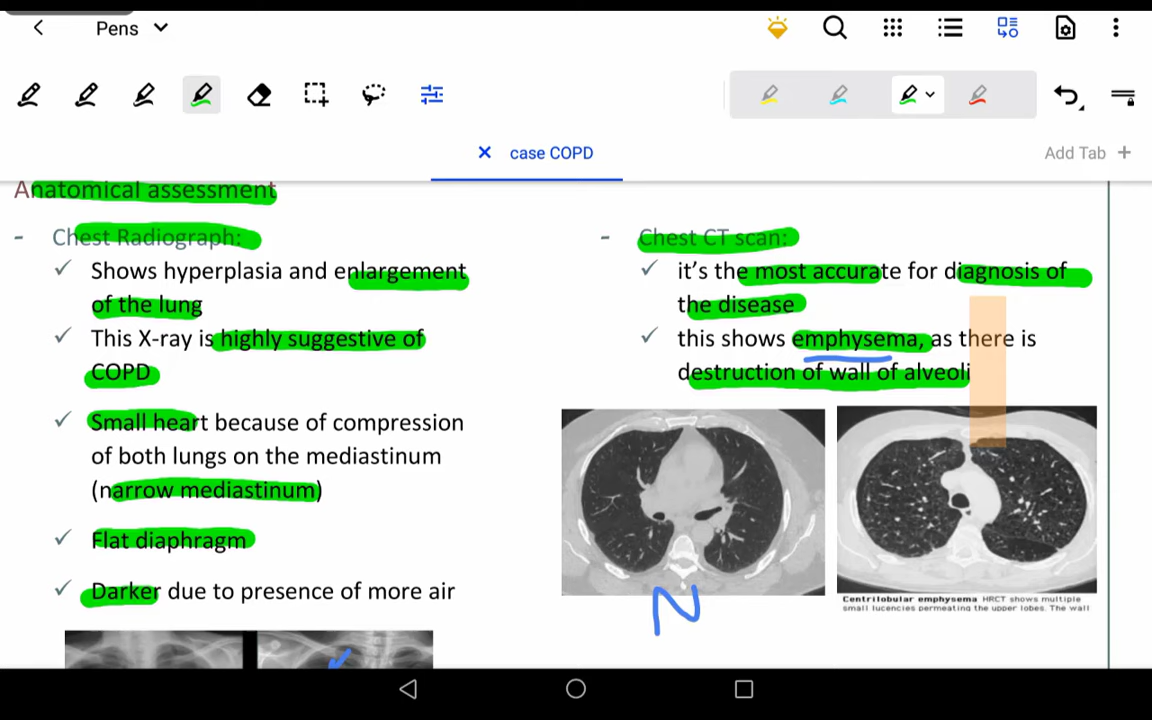 Pens
case COPD
Add Tab
Anatomical assessment
- Chest Radiograph:
✓ Shows hyperplasia and enlargement
of the lung
✓ This X-ray is highly suggestive of
COPD
✓ Small heart because of compression
of both lungs on the mediastinum
(narrow mediastinum)
✓ Flat diaphragm
✓ Darker due to presence of more air
- Chest CT scan:
✓ it's the most accurate for diagnosis of
the disease
✓ this shows emphysema, as there is
destruction of wall of alveoli
N
Centrilobular emphysema HRCT shows multiple
small lucencies permeating the upper lobes. The wall